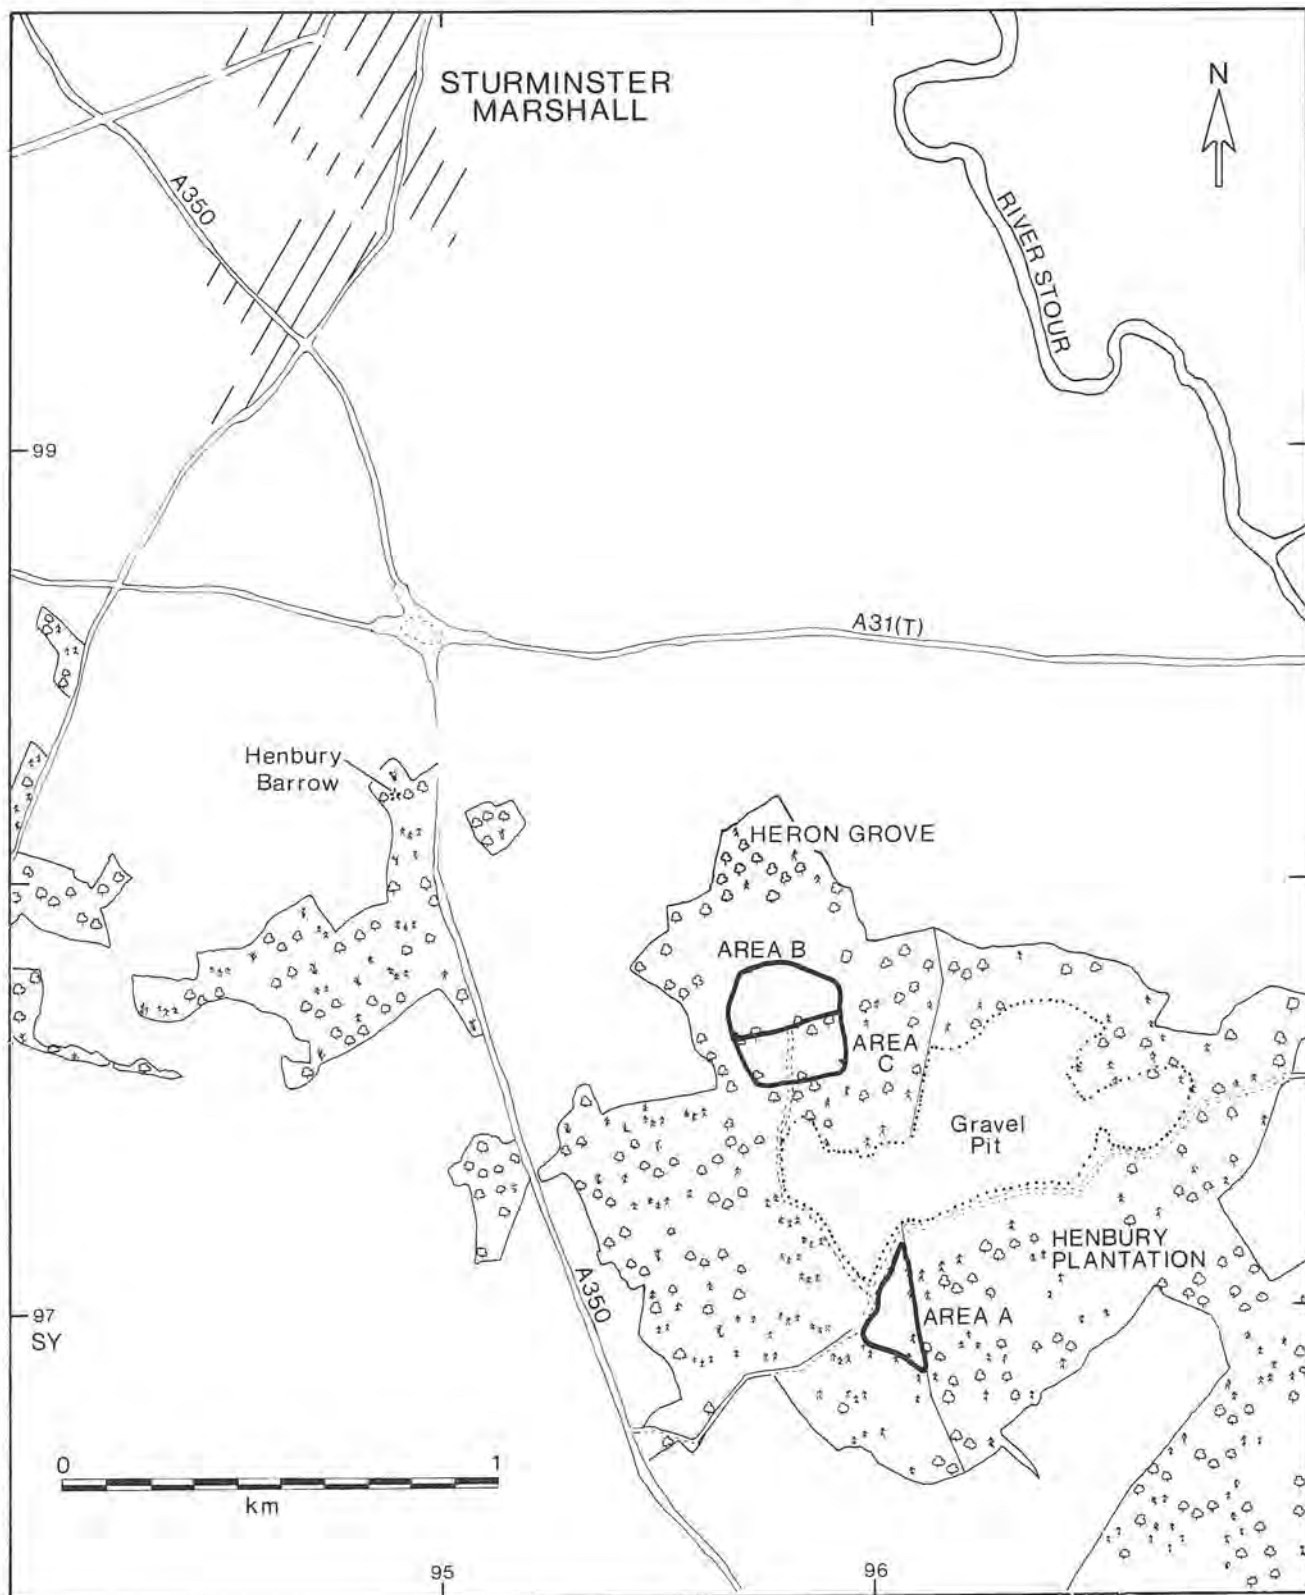 STURMINSTER
MARSHALL
N
A350
RIVER STOUR
99
A31(T)
Henbury
Barrow
HERON GROVE
AREA B
AREA
C
Gravel
Pit
HENBURY
PLANTATION
A350
AREA A
97
SY
0
1
km
95
96